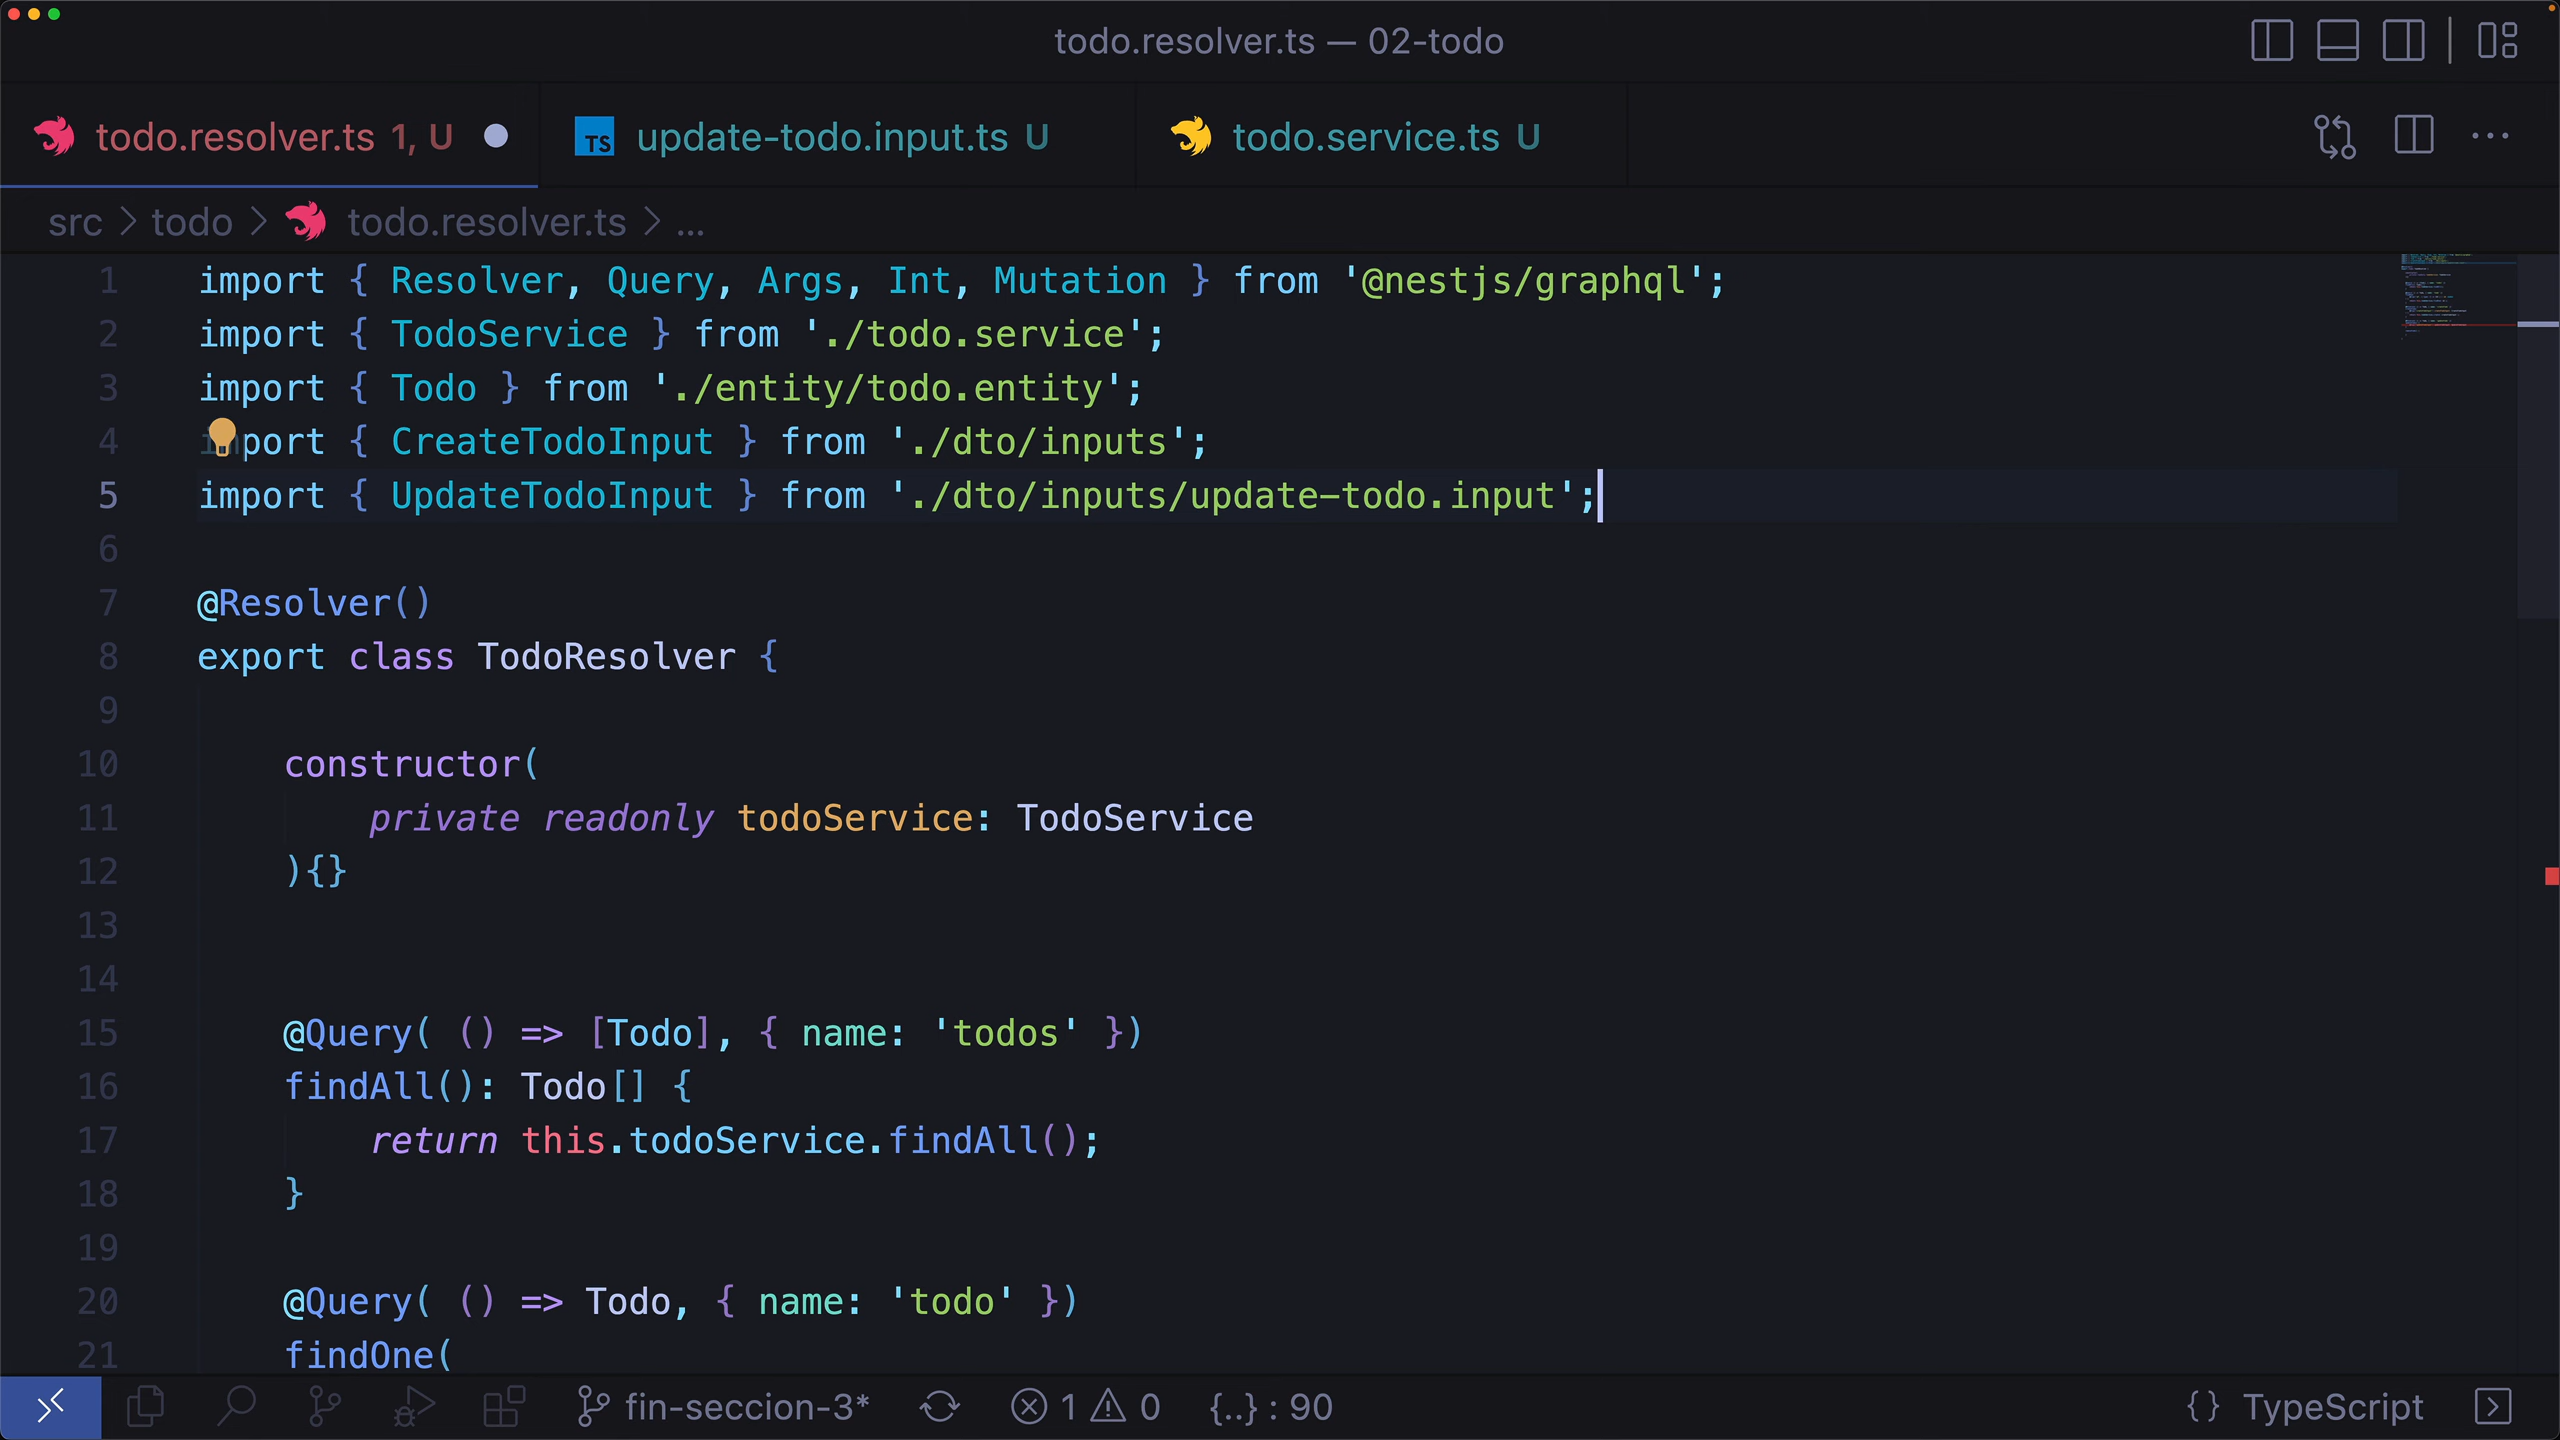 todo.resolver.ts — 02-todo
todo.resolver.ts 1, U
TS update-todo.input.ts U
todo.service.ts U
src > todo > todo.resolver.ts > ...
1 import { Resolver, Query, Args, Int, Mutation } from '@nestjs/graphql';
2 import { TodoService } from './todo.service';
3 import { Todo } from './entity/todo.entity';
4 import { CreateTodoInput } from './dto/inputs';
5 import { UpdateTodoInput } from './dto/inputs/update-todo.input';
6
7 @Resolver()
8 export class TodoResolver {
9
10 constructor(
11 private readonly todoService: TodoService
12 ){}
13
14
15 @Query( () => [Todo], { name: 'todos' })
16 findAll(): Todo[] {
17 return this.todoService.findAll();
18 }
19
20 @Query( () => Todo, { name: 'todo' })
21 findOne(
fin-seccion-3* 1 0 {..} : 90 {} TypeScript